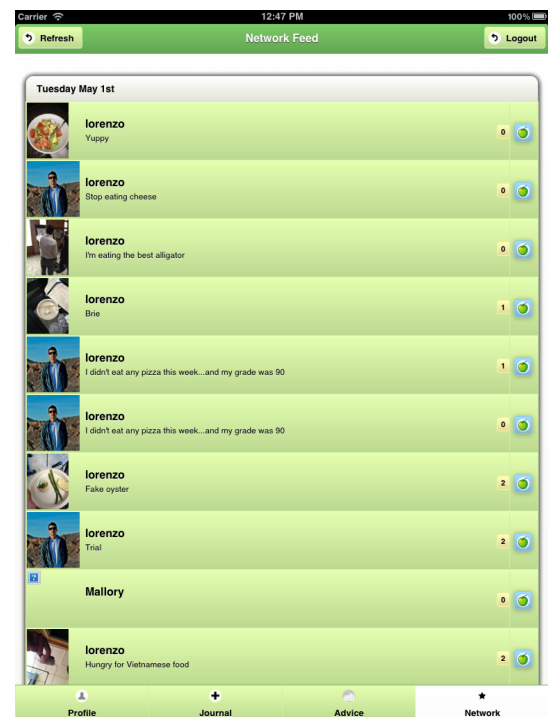 Carrier 12:47 PM 100%
Refresh Network Feed Logout
Tuesday May 1st
lorenzo
Yuppy
0
lorenzo
Stop eating cheese
0
lorenzo
I'm eating the best alligator
0
lorenzo
Brie
1
lorenzo
I didn't eat any pizza this week...and my grade was 90
1
lorenzo
I didn't eat any pizza this week...and my grade was 90
0
lorenzo
Fake oyster
2
lorenzo
Trial
2
?
Mallory
0
lorenzo
Hungry for Vietnamese food
2
Profile Journal Advice Network